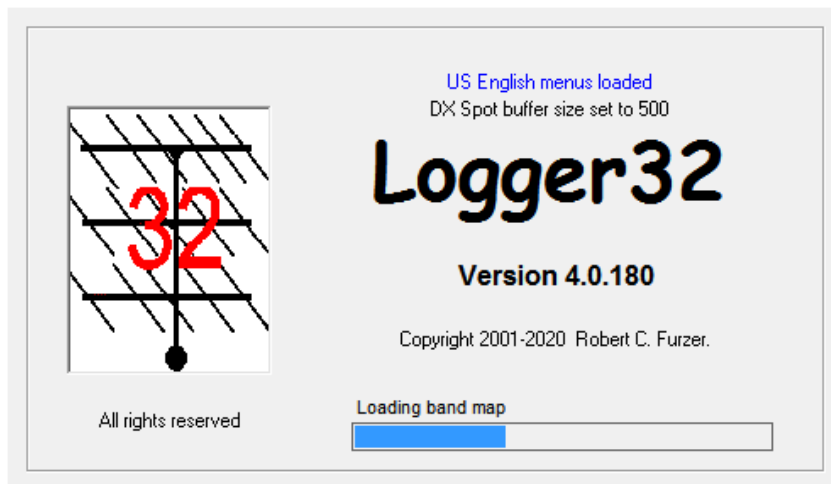 US English menus loaded
DX Spot buffer size set to 500
Logger32
32
Version 4.0.180
Copyright 2001-2020 Robert C. Furzer.
All rights reserved
Loading band map